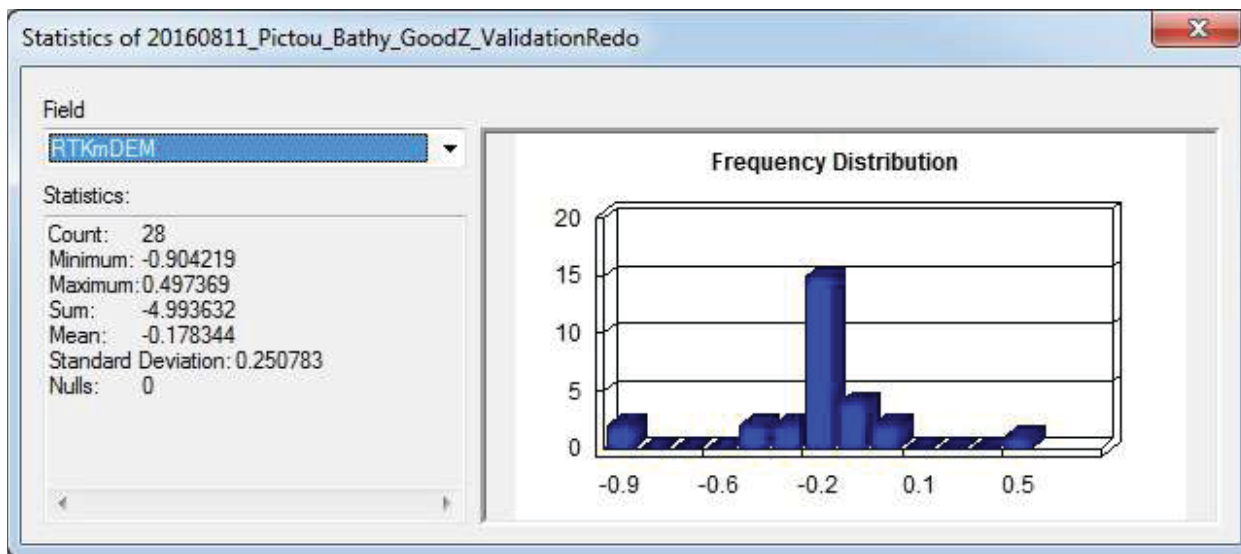 Statistics of 20160811_Pictou_Bathy_GoodZ_ValidationRedo
Field
RTKmDEM
Statistics:
Count: 28
Minimum: -0.904219
Maximum: 0.497369
Sum: -4.993632
Mean: -0.178344
Standard Deviation: 0.250783
Nulls: 0
Frequency Distribution
20
15
10
5
0
-0.9 -0.6 -0.2 0.1 0.5